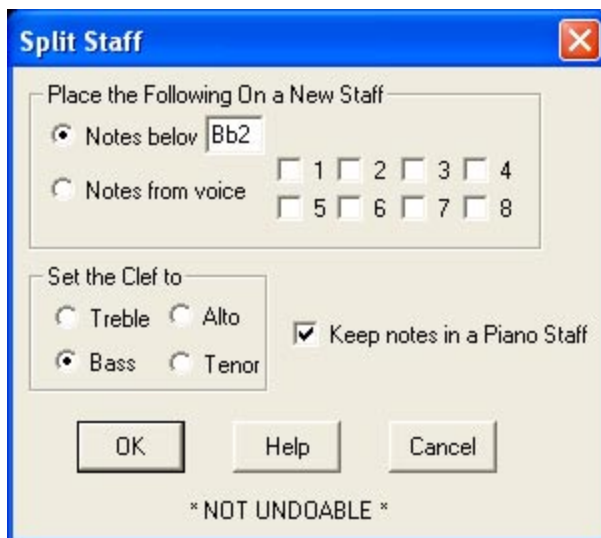 Split Staff
Place the Following On a New Staff
Notes belov Bb2
Notes from voice
1 2 3 4
5 6 7 8
Set the Clef to
Treble Alto
Bass Tenor
Keep notes in a Piano Staff
OK Help Cancel
* NOT UNDOABLE *